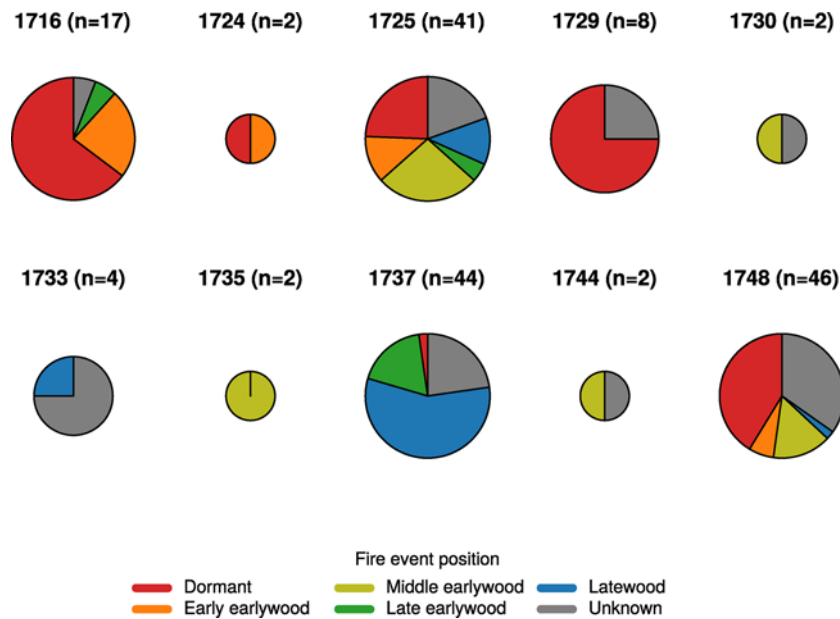 1716 (n=17) 1724 (n=2) 1725 (n=41) 1729 (n=8) 1730 (n=2)
1733 (n=4) 1735 (n=2) 1737 (n=44) 1744 (n=2) 1748 (n=46)
Fire event position
Dormant Middle earlywood Latewood
Early earlywood Late earlywood Unknown